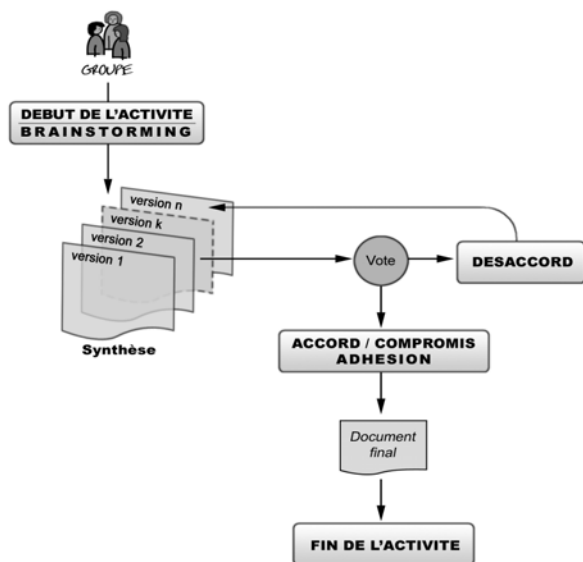 GROUPE
DEBUT DE L'ACTIVITE
BRAINSTORMING
version n
version k
version 2
version 1
Synthèse
Vote
DESACCORD
ACCORD / COMPROMIS
ADHESION
Document
final
FIN DE L'ACTIVITE